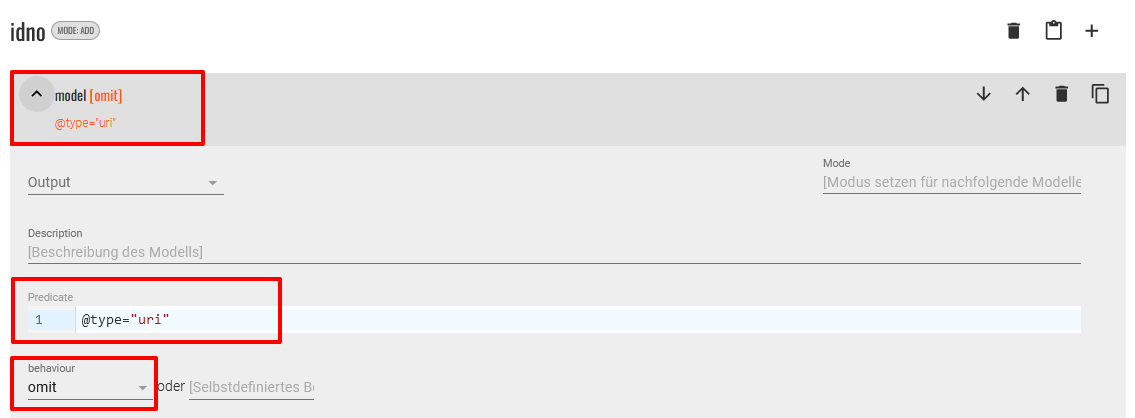 idno MODE: ADD
model [omit]
@type="uri"
Output
Mode
[Modus setzen für nachfolgende Modelle
Description
[Beschreibung des Modells]
Predicate
1 @type="uri"
behaviour
omit oder [Selbstdefiniertes Be